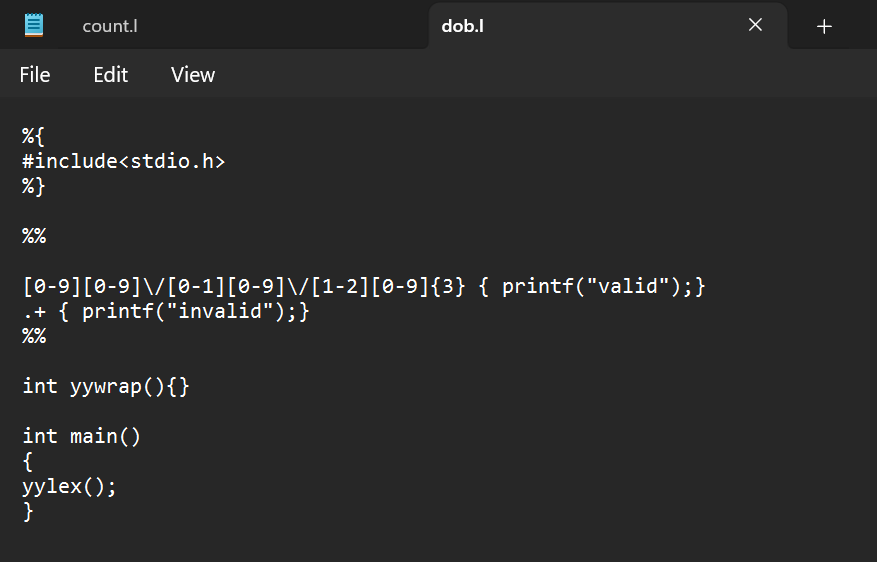 count.l
dob.l
File Edit View
%{
#include<stdio.h>
%}
%%
[0-9][0-9]\/[0-1][0-9]\/[1-2][0-9]{3} { printf("valid");}
.+ { printf("invalid");}
%%
int yywrap(){}
int main()
{
yylex();
}